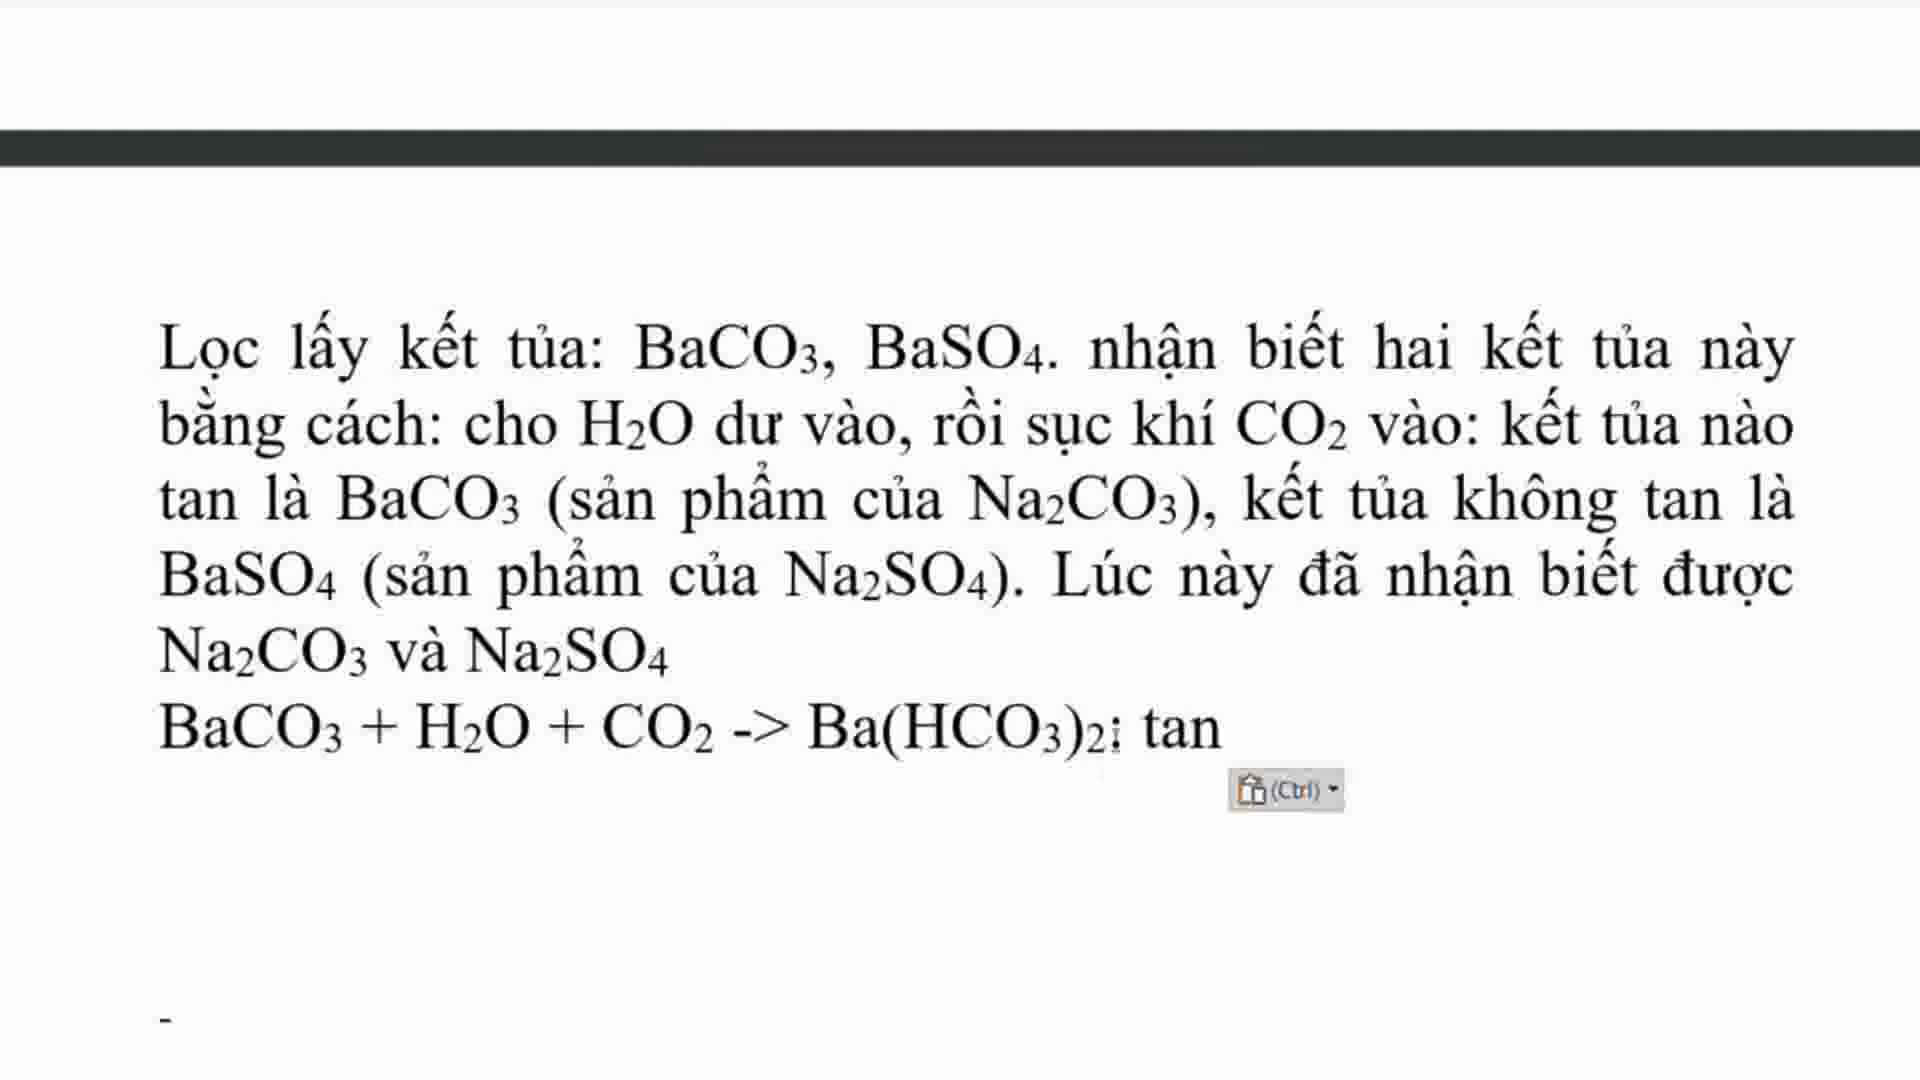 Lọc lấy kết tủa: BaCO3, BaSO4. nhận biết hai kết tủa này
bằng cách: cho H2O dư vào, rồi sục khí CO2 vào: kết tủa nào
tan là BaCO3 (sản phẩm của Na2CO3), kết tủa không tan là
BaSO4 (sản phẩm của Na2SO4). Lúc này đã nhận biết được
Na2CO3 và Na2SO4
BaCO3 + H2O + CO2 -> Ba(HCO3)2: tan
(Ctrl)
-